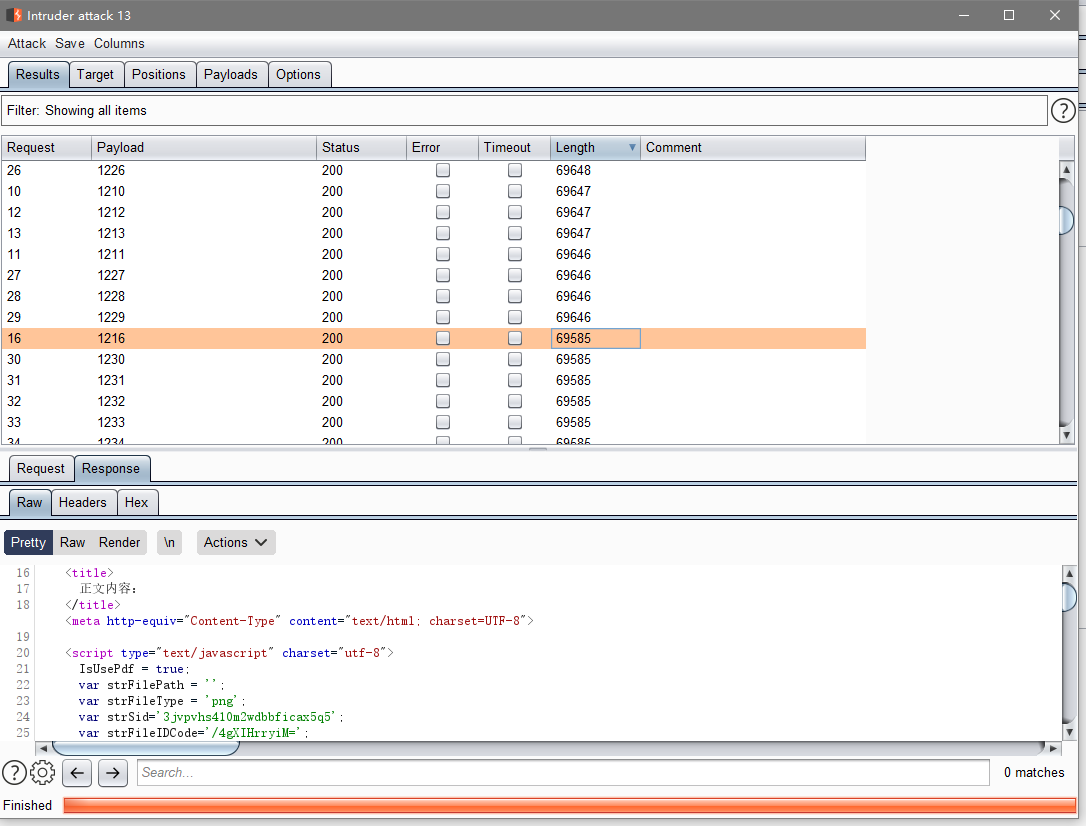 Intruder attack 13
Attack Save Columns
Results Target Positions Payloads Options
Filter: Showing all items
?
Request Payload Status Error Timeout Length Comment
26 1226 200 69648
10 1210 200 69647
12 1212 200 69647
13 1213 200 69647
11 1211 200 69646
27 1227 200 69646
28 1228 200 69646
29 1229 200 69646
16 1216 200 69585
30 1230 200 69585
31 1231 200 69585
32 1232 200 69585
33 1233 200 69585
34 1234 200 69585
Request Response
Raw Headers Hex
Pretty Raw Render \n Actions
16 <title>
17 正文内容:
18 </title>
<meta http-equiv="Content-Type" content="text/html; charset=UTF-8">
19
20 <script type="text/javascript" charset="utf-8">
21 IsUsePdf = true;
22 var strFilePath = '';
23 var strFileType = 'png';
24 var strSid='3jvpvhs410m2wdbbficax5q5';
25 var strFileIDCode='/4gXIHrryiM=';
? Search... 0 matches
Finished